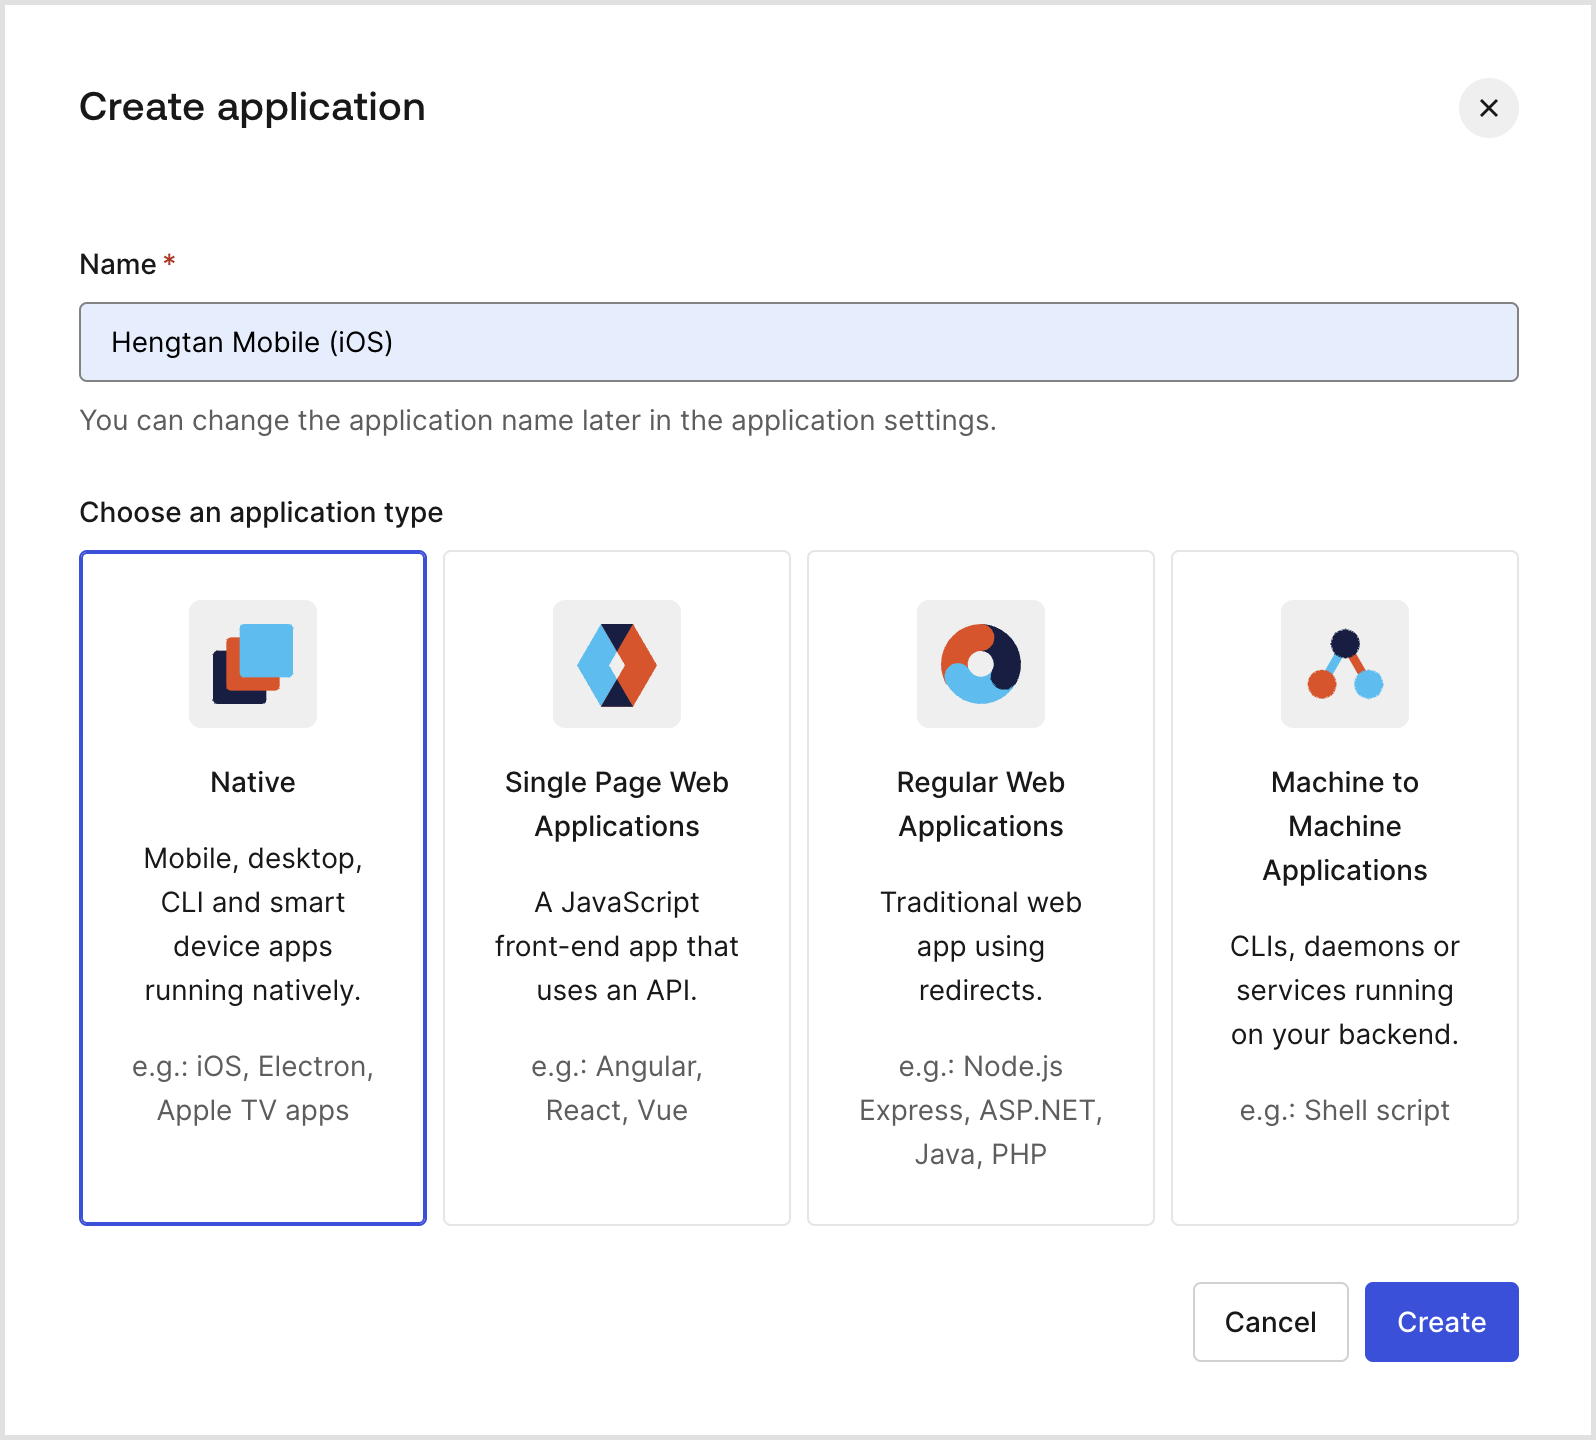 Create application
Name *
Hengtan Mobile (iOS)
You can change the application name later in the application settings.
Choose an application type
Native
Mobile, desktop,
CLI and smart
device apps
running natively.
e.g.: iOS, Electron,
Apple TV apps
Single Page Web
Applications
A JavaScript
front-end app that
uses an API.
e.g.: Angular,
React, Vue
Regular Web
Applications
Traditional web
app using
redirects.
e.g.: Node.js
Express, ASP.NET,
Java, PHP
Machine to
Machine
Applications
CLIs, daemons or
services running
on your backend.
e.g.: Shell script
Cancel
Create